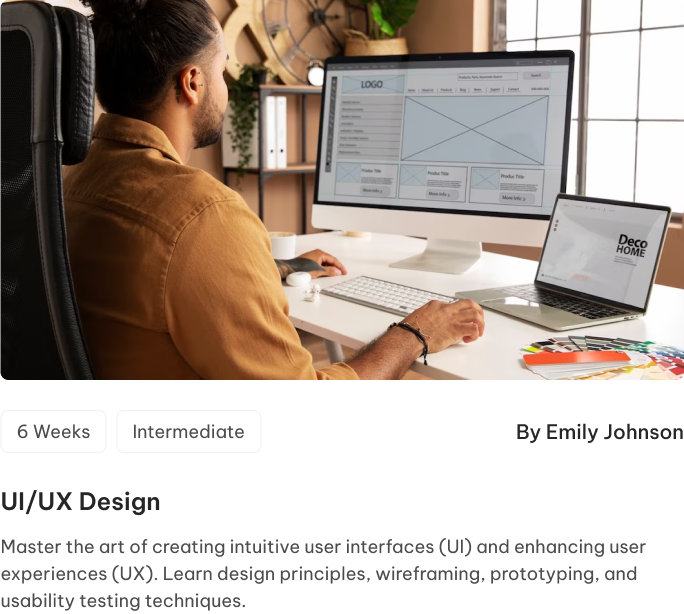 LOGO
Search
Product Title
Product Title
Product Title
More Info
More Info
More Info
Deco
HOME
6 Weeks
Intermediate
By Emily Johnson
UI/UX Design
Master the art of creating intuitive user interfaces (UI) and enhancing user
experiences (UX). Learn design principles, wireframing, prototyping, and
usability testing techniques.